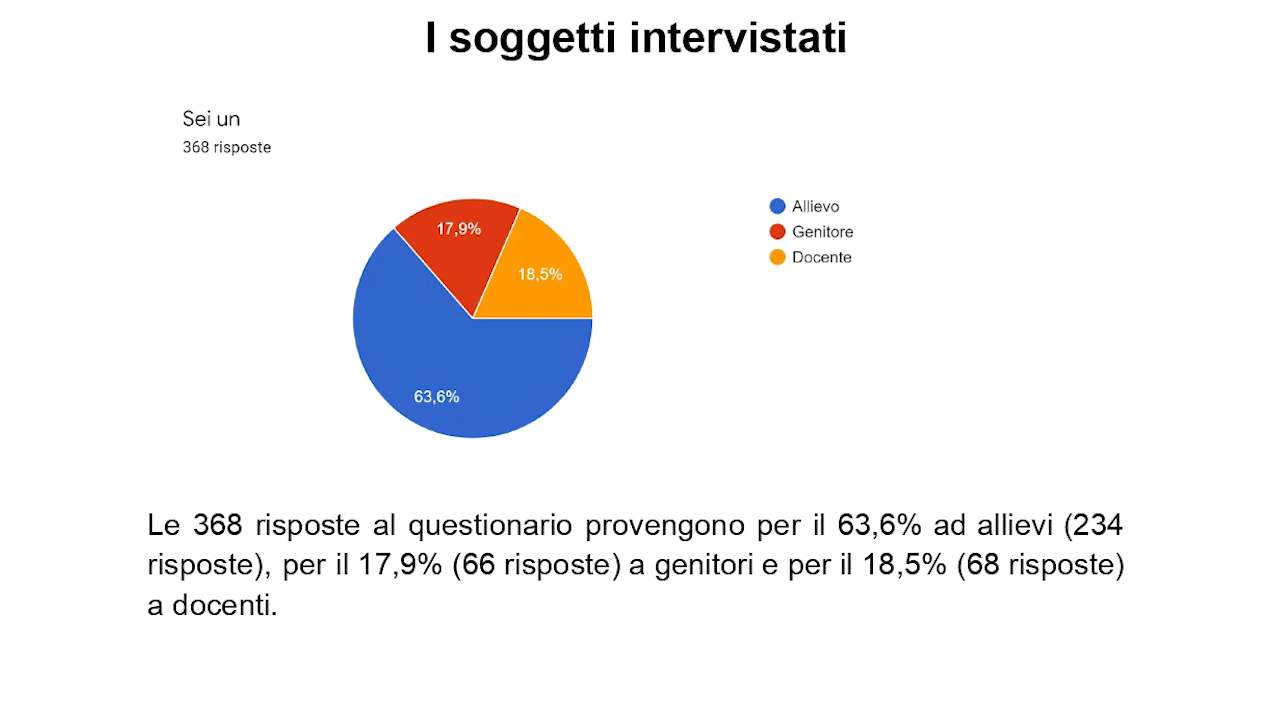 I soggetti intervistati
Sei un
368 risposte
Allievo
Genitore
Docente
17,9%
18,5%
63,6%
Le 368 risposte al questionario provengono per il 63,6% ad allievi (234
risposte), per il 17,9% (66 risposte) a genitori e per il 18,5% (68 risposte)
a docenti.